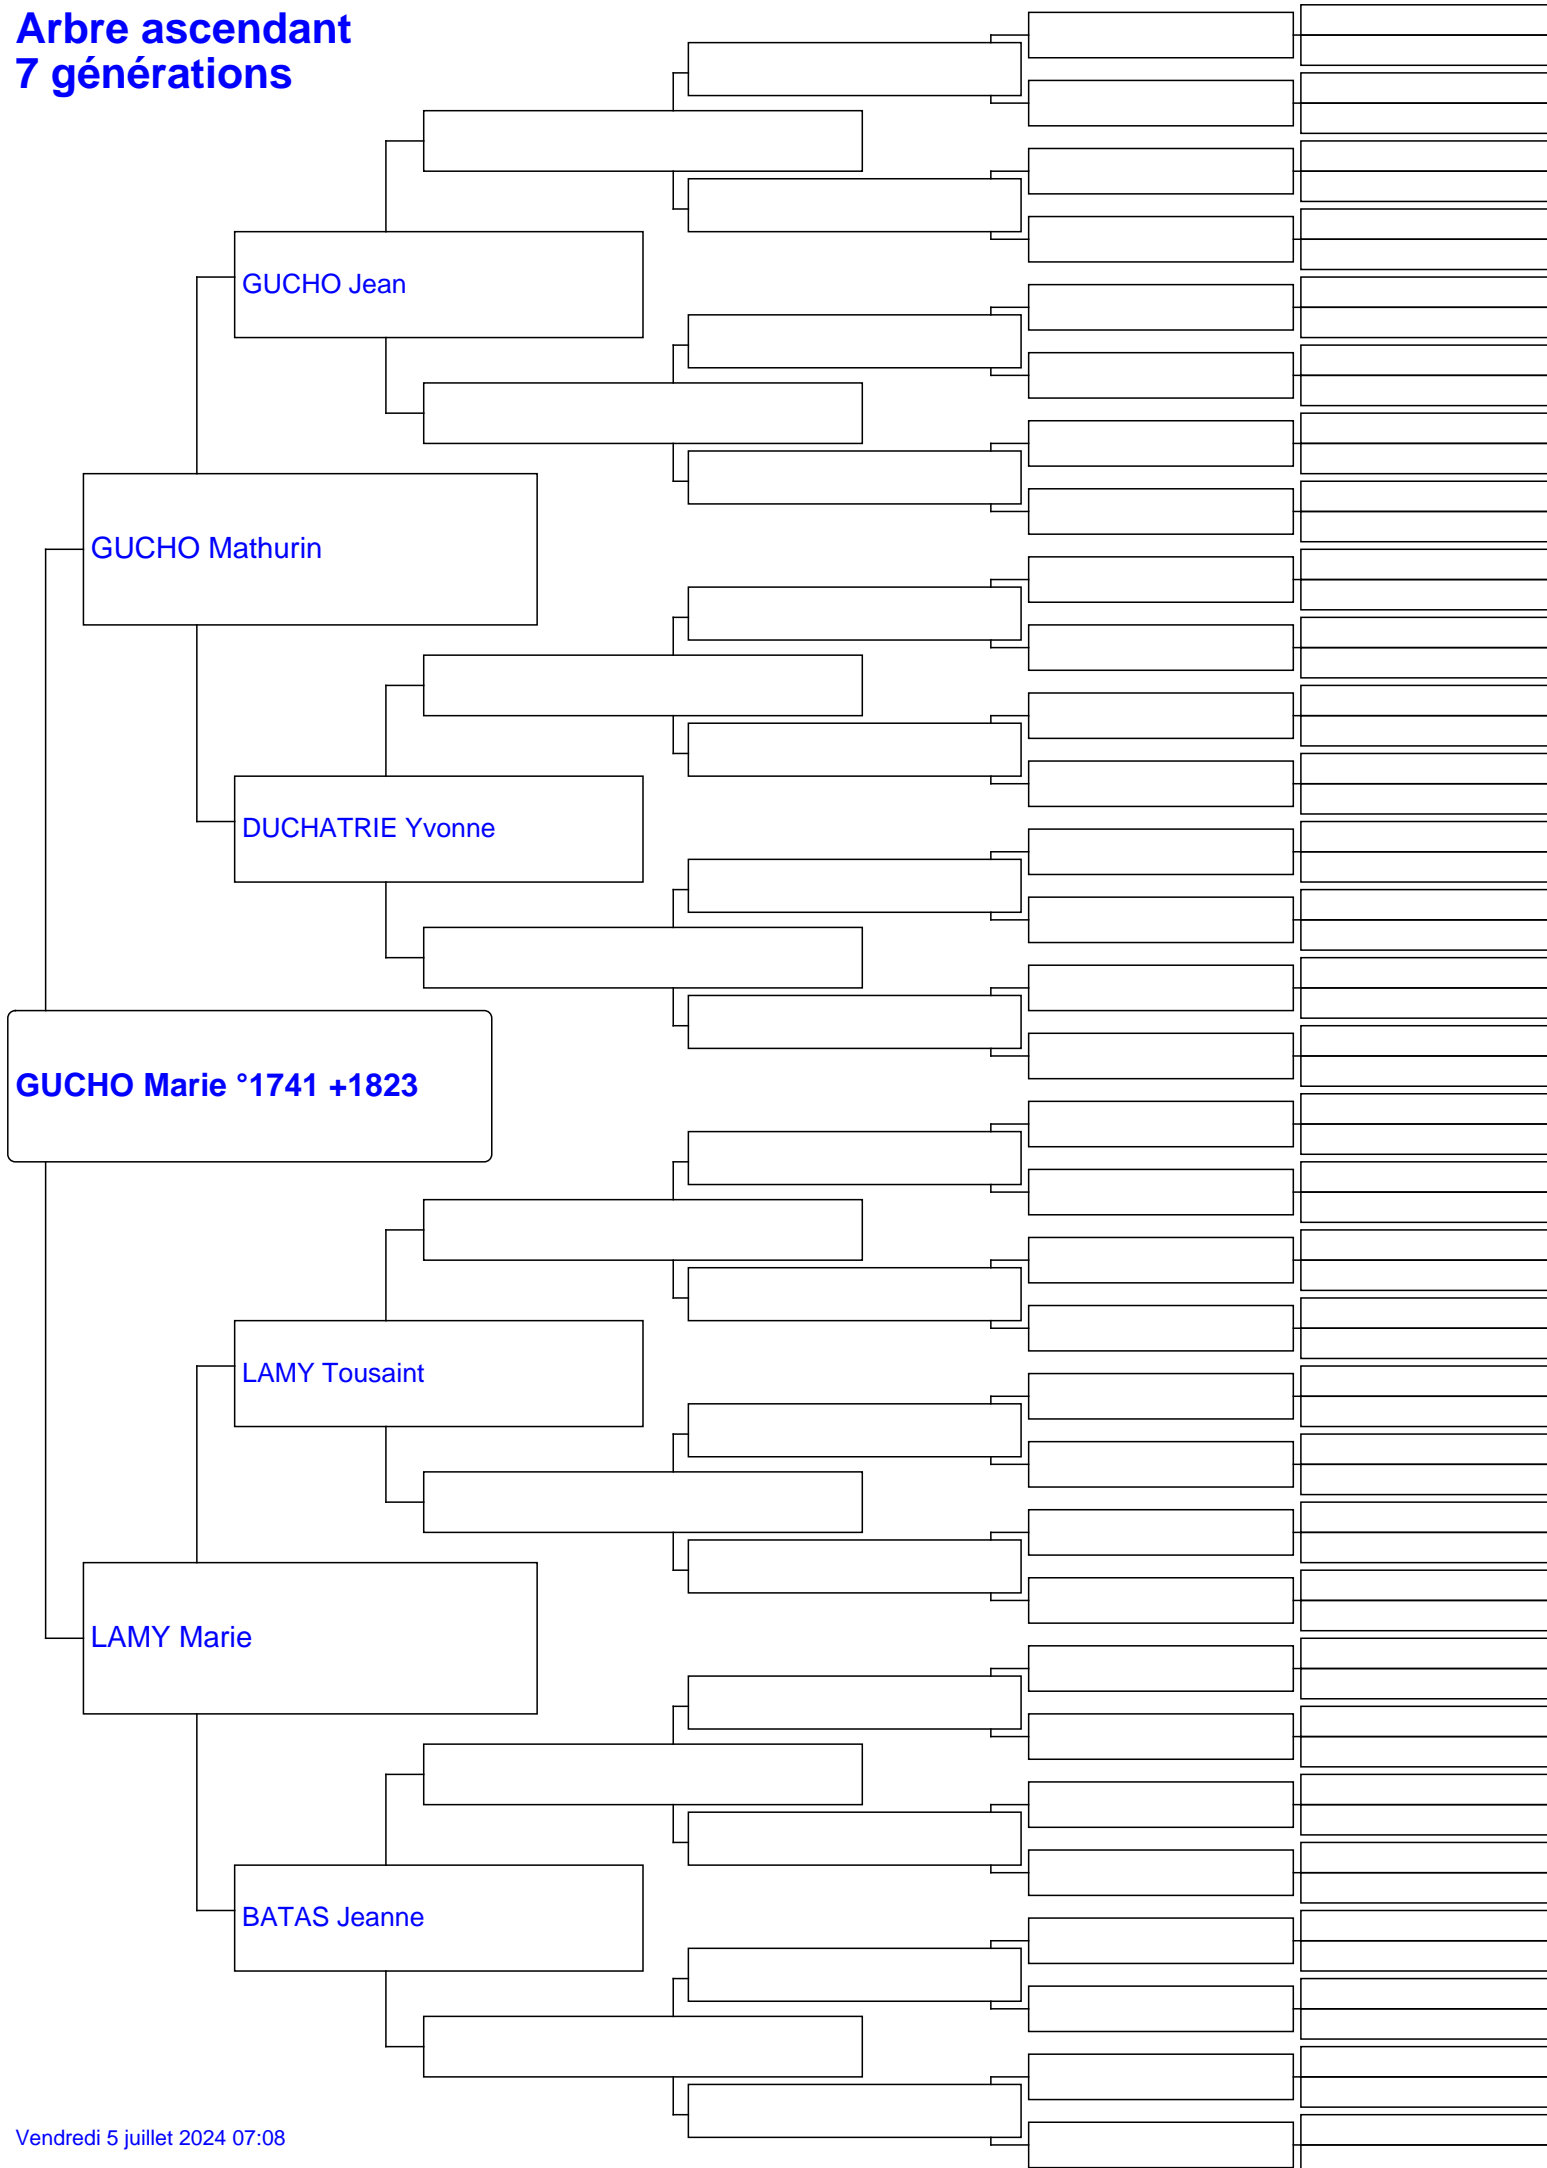 Arbre ascendant
7 générations
GUCHO Jean
GUCHO Mathurin
DUCHATRIE Yvonne
GUCHO Marie °1741 +1823
LAMY Tousaint
LAMY Marie
BATAS Jeanne
Vendredi 5 juillet 2024 07:08